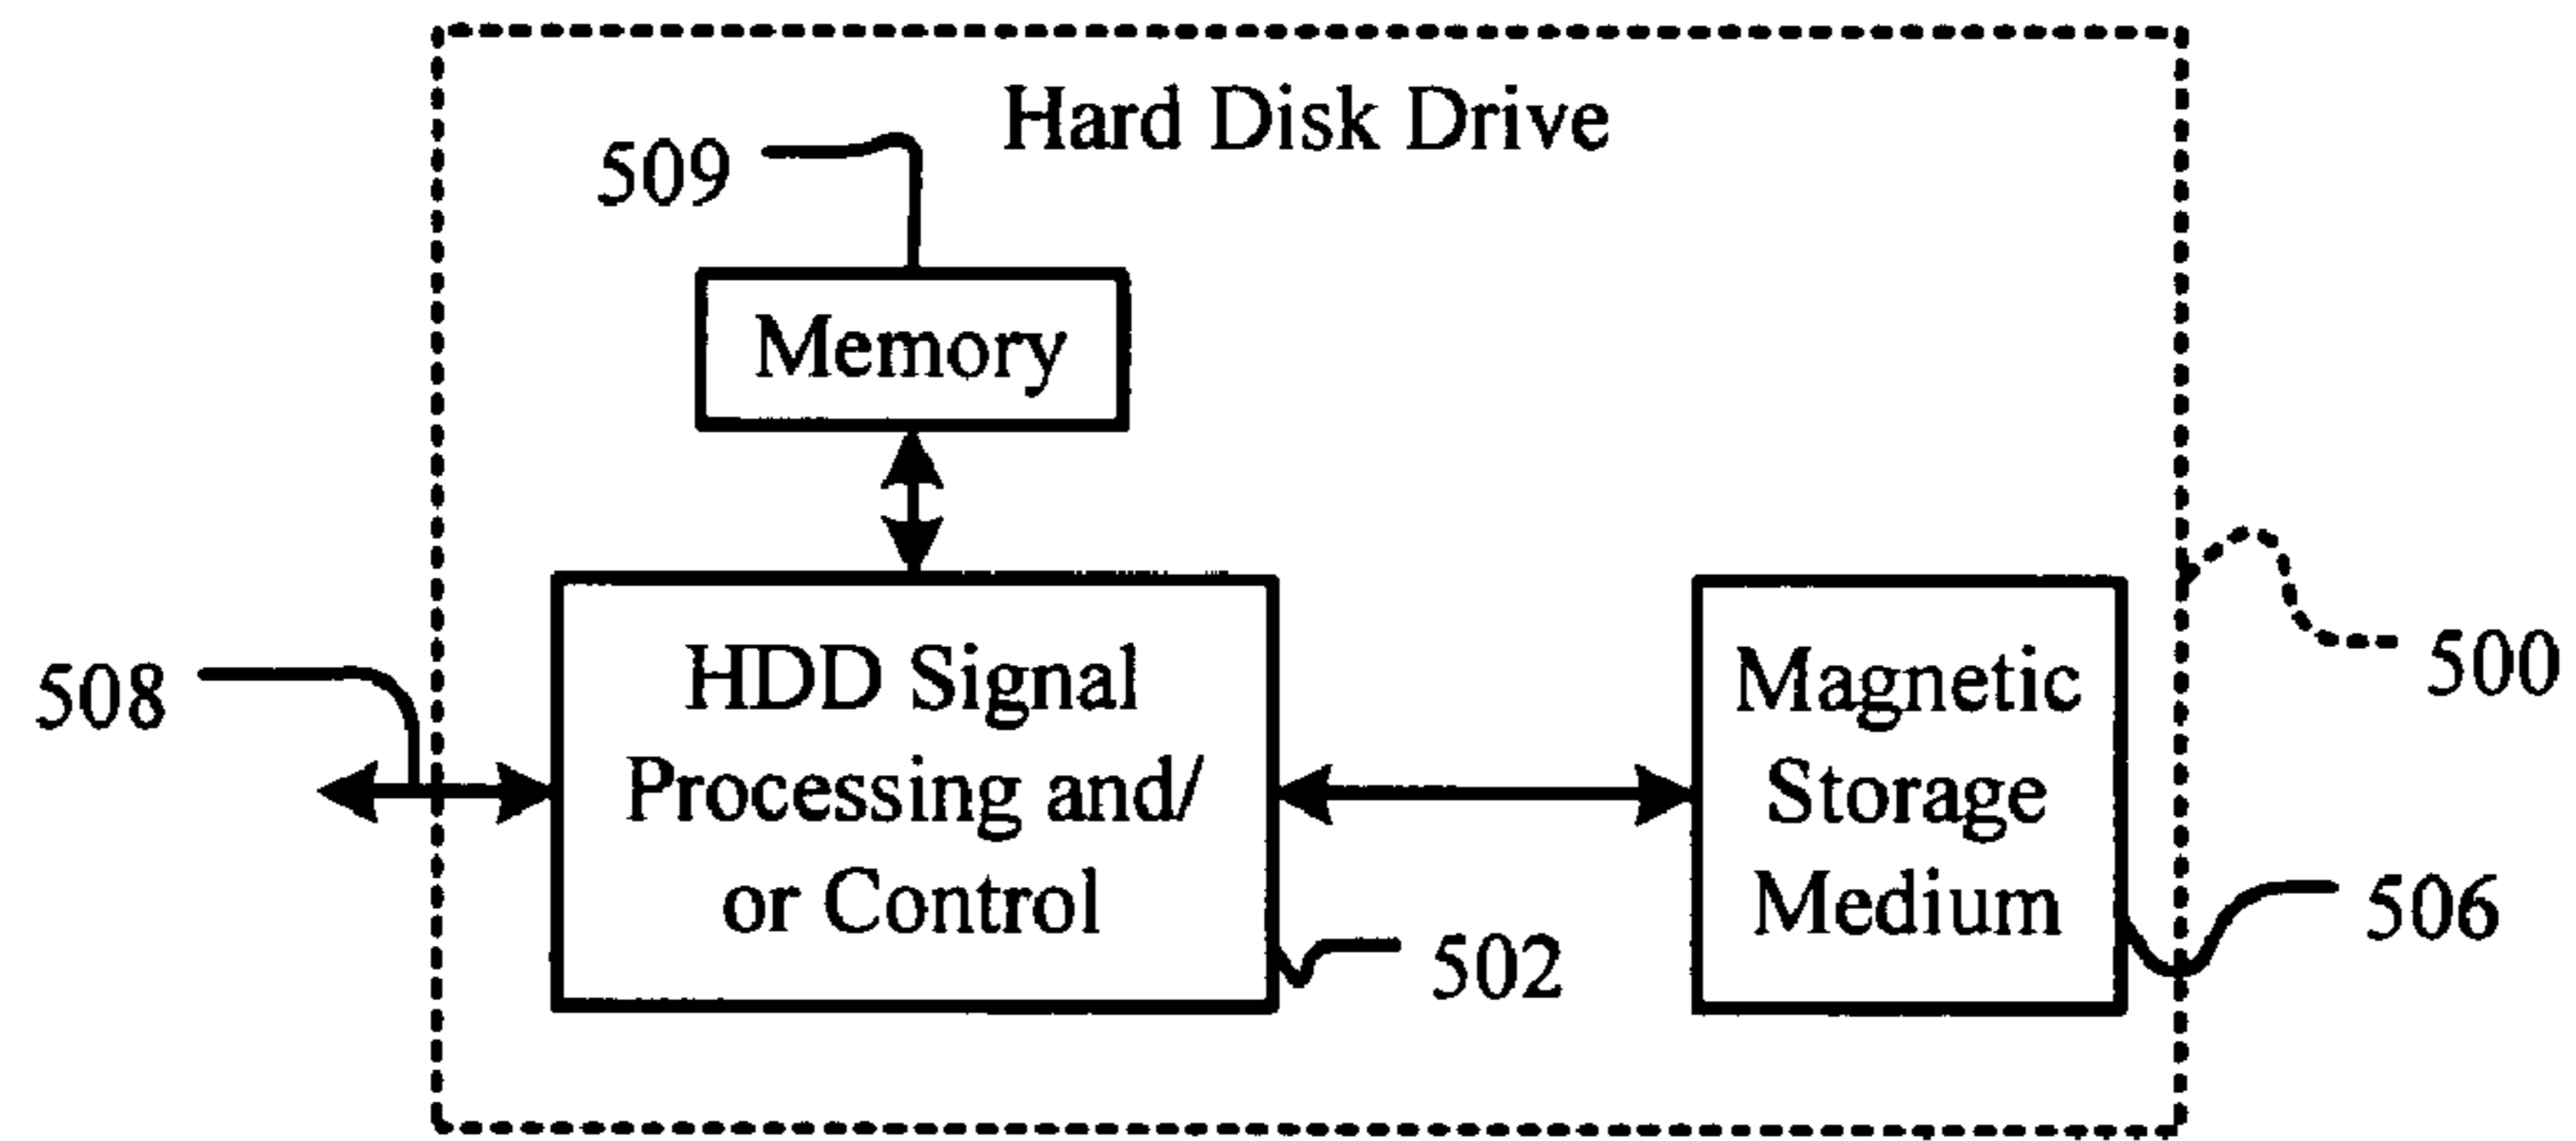 Hard Disk Drive
509
Memory
508
HDD Signal
Processing and/
or Control
502
Magnetic
Storage
Medium
500
506